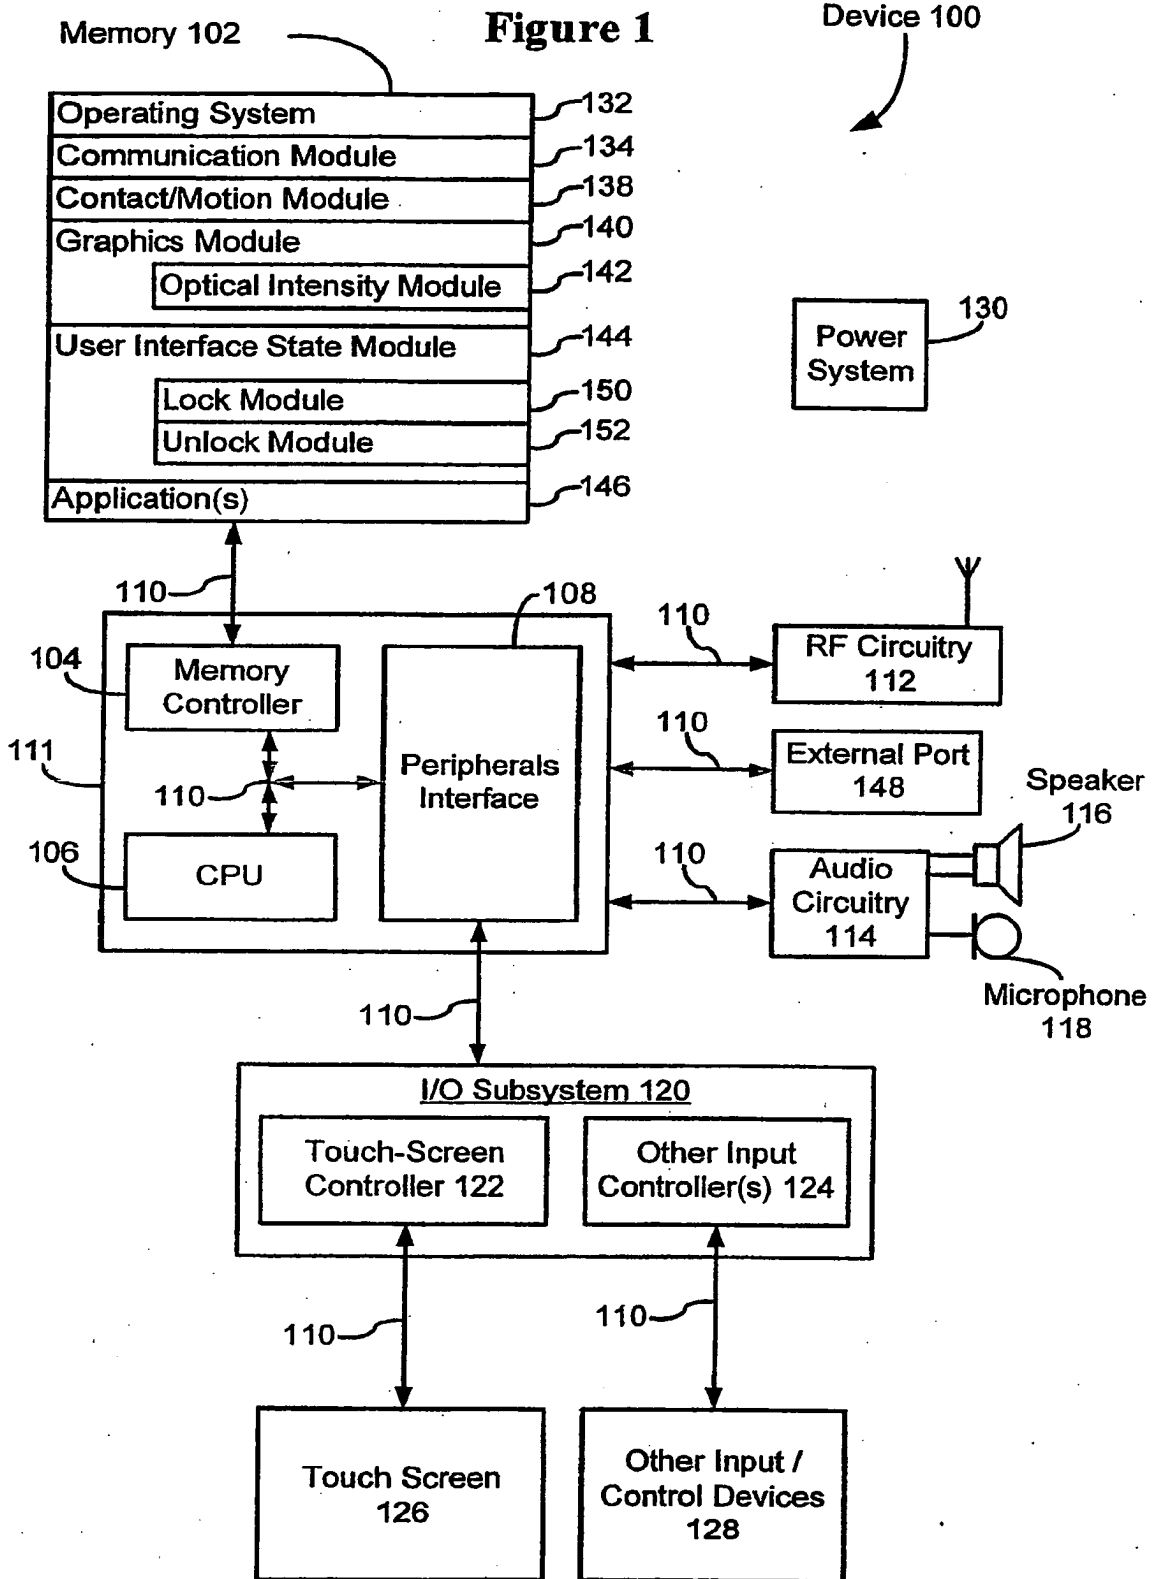 Figure 1
Memory 102
Device 100
Operating System
132
Communication Module
134
Contact/Motion Module
138
Graphics Module
140
Optical Intensity Module
142
User Interface State Module
144
Lock Module
150
Unlock Module
152
Application(s)
146
130
Power
System
110
108
104
Memory
Controller
111
110
106
CPU
Peripherals
Interface
110
RF Circuitry
112
110
External Port
148
Speaker
116
110
Audio
Circuitry
114
Microphone
118
110
I/O Subsystem 120
Touch-Screen
Controller 122
Other Input
Controller(s) 124
110
110
Touch Screen
126
Other Input /
Control Devices
128